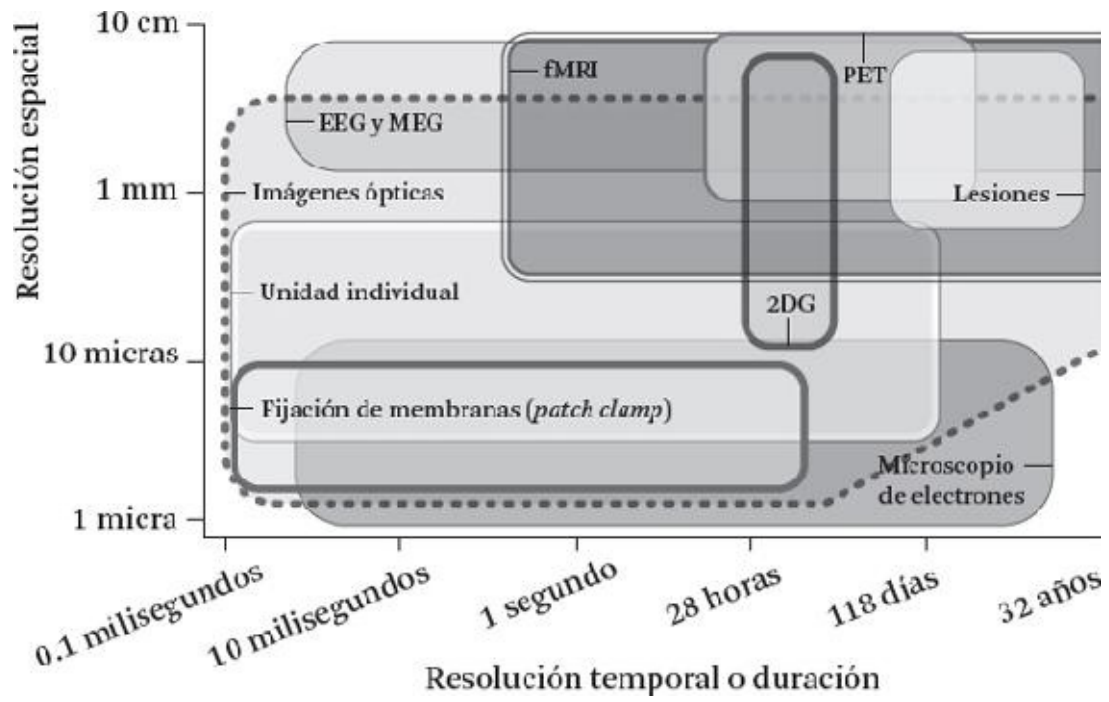 Resolución espacial
10 cm
1 mm
10 micras
1 micra
fMRI
PET
EEG y MEG
Imágenes ópticas
Lesiones
Unidad individual
2DG
Fijación de membranas (patch clamp)
Microscopio
de electrones
0.1 milisegundos
10 milisegundos
1 segundo
28 horas
118 días
32 años
Resolución temporal o duración